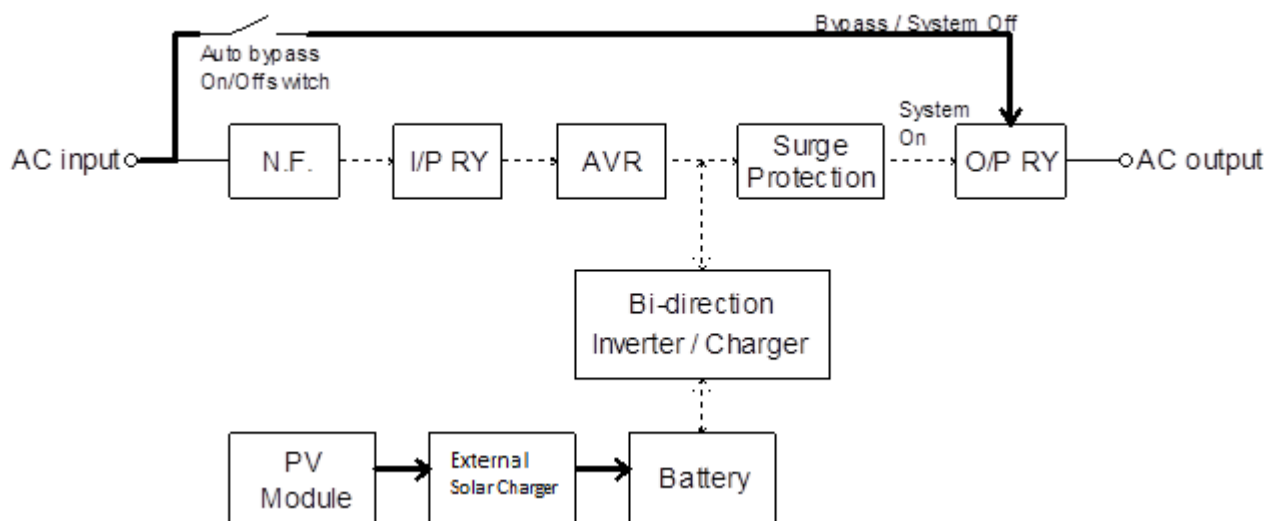 Bypass / System Off
Auto bypass
On/Offswitch
System
On
AC input
N.F.
I/P RY
AVR
Surge
Protection
O/P RY
AC output
Bi-direction
Inverter / Charger
PV
Module
External
Solar Charger
Battery